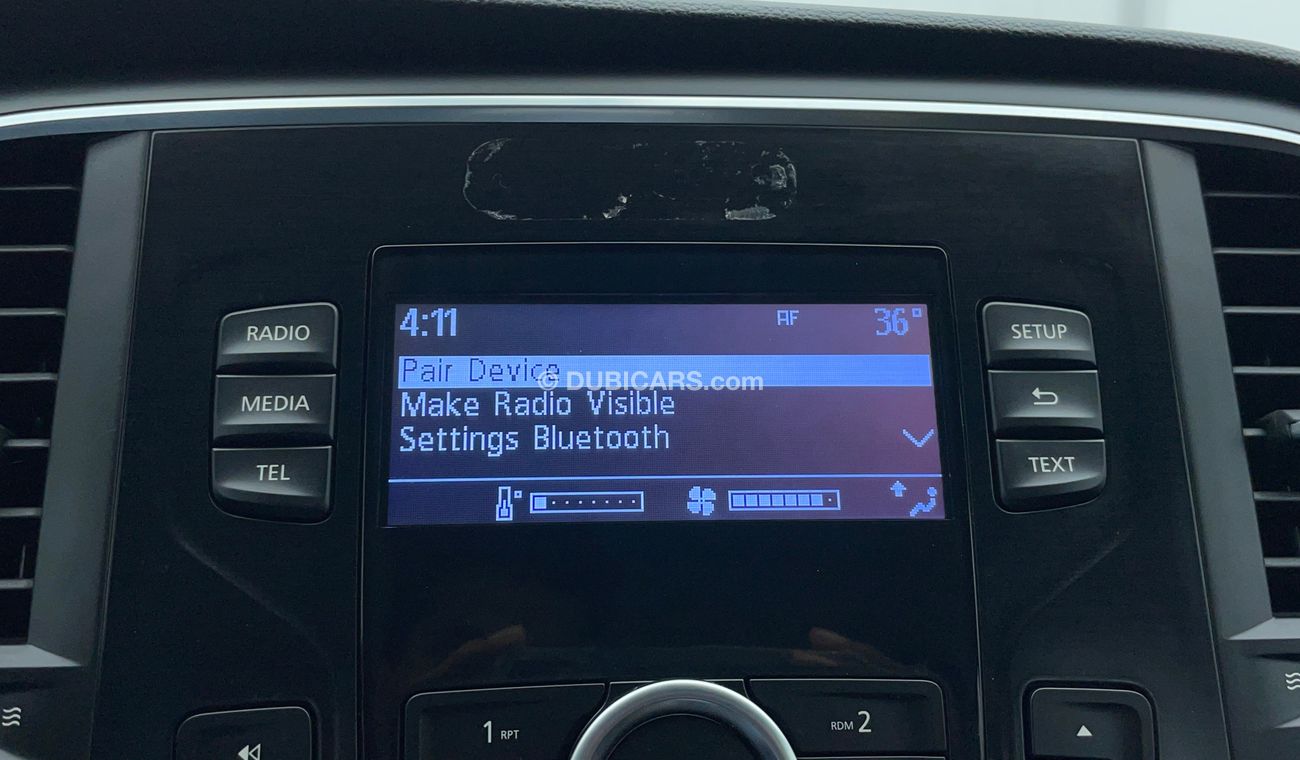 RADIO
MEDIA
TEL
4:11
AF
36°
Pair Device
Make Radio Visible
Settings Bluetooth
© DUBICARS.com
SETUP
TEXT
1 RPT
RDM 2